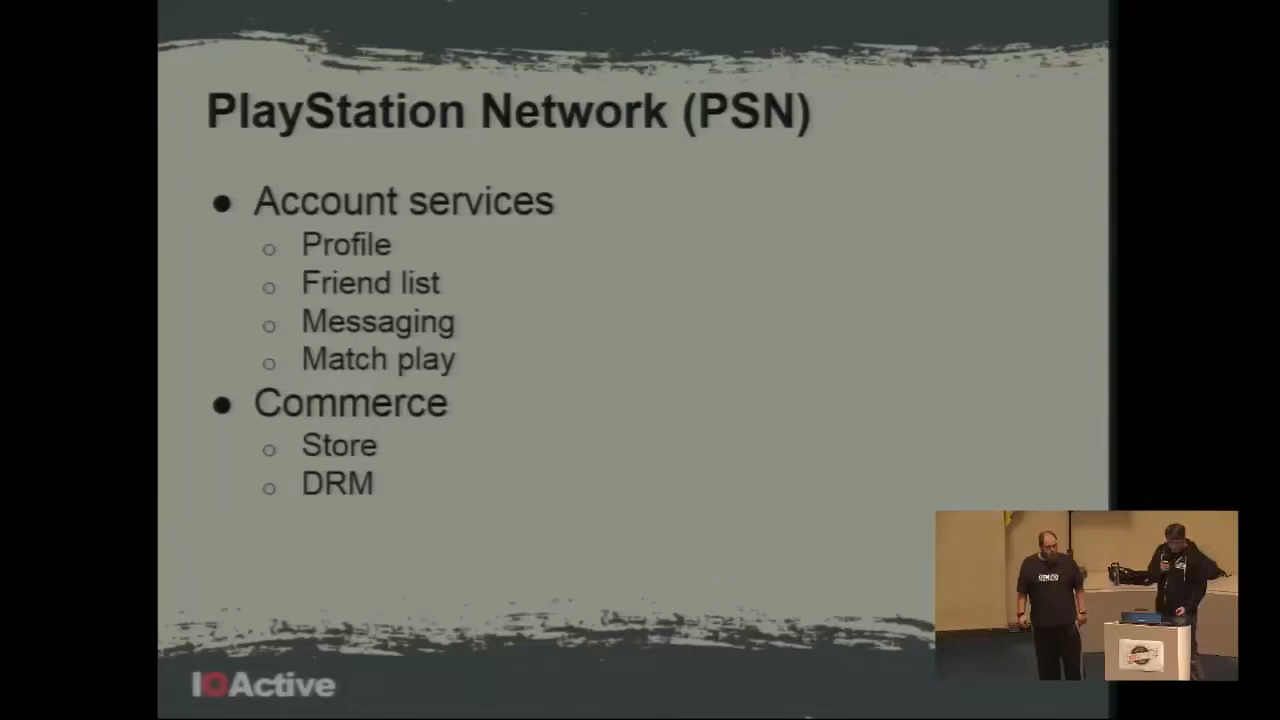 PlayStation Network (PSN)
● Account services
○ Profile
○ Friend list
○ Messaging
○ Match play
● Commerce
○ Store
○ DRM
IOActive